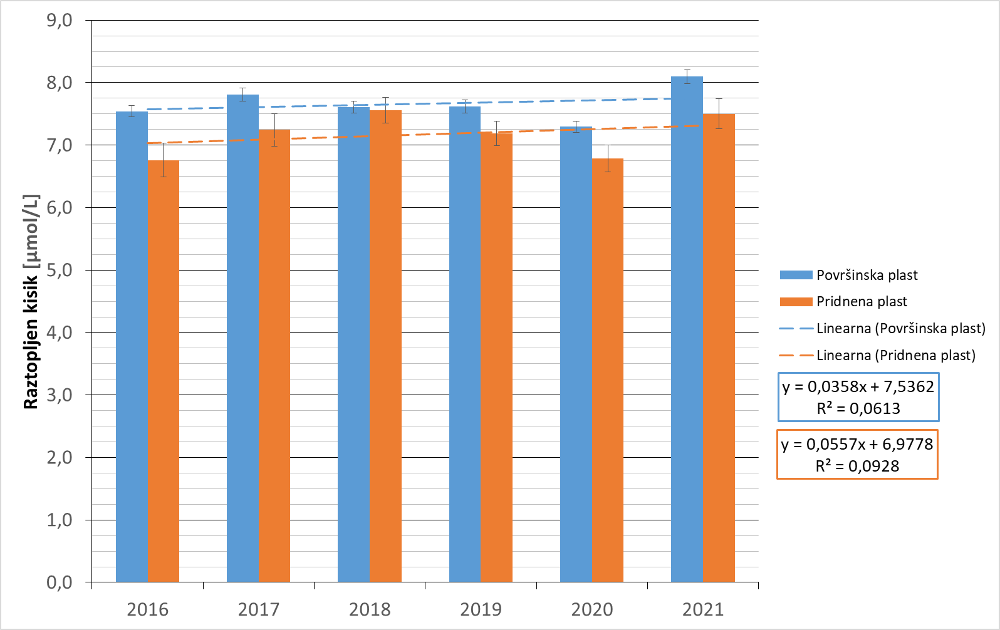 Raztopljen kisik [µmol/L]
9,0
8,0
7,0
6,0
5,0
4,0
3,0
2,0
1,0
0,0
2016
2017
2018
2019
2020
2021
Površinska plast
Pridnena plast
Linearna (Površinska plast)
Linearna (Pridnena plast)
y = 0,0358x + 7,5362
R² = 0,0613
y = 0,0557x + 6,9778
R² = 0,0928